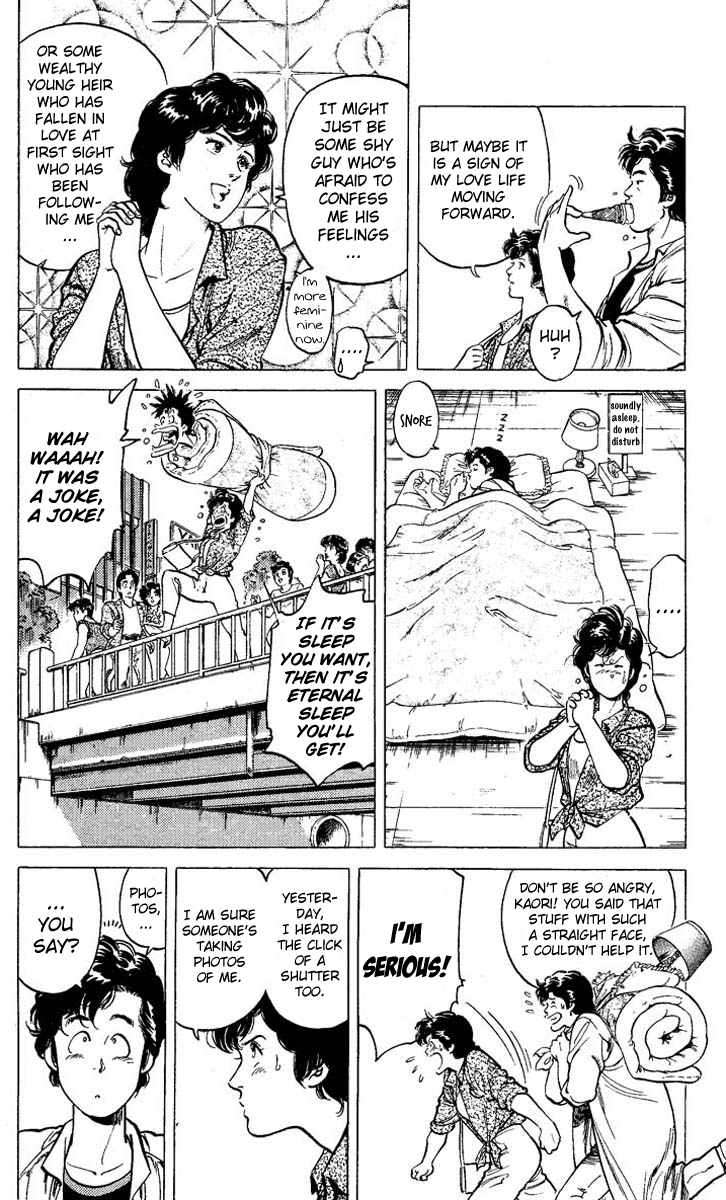 BUT MAYBE IT
IS A SIGN OF
MY LOVE LIFE
MOVING
FORWARD.
HUH
?
IT MIGHT
JUST BE
SOME SHY
GUY WHO'S
AFRAID TO
CONFESS
ME HIS
FEELINGS
...
I'm
more
femi-
nine
now.
....
OR SOME
WEALTHY
YOUNG HEIR
WHO HAS
FALLEN IN
LOVE AT
FIRST SIGHT
WHO HAS
BEEN
FOLLOW-
ING ME
...
soundly
asleep,
do not
disturb
SNORE
z z z
.....
WAH
WAAAH!
IT WAS
A JOKE,
A JOKE!
IF IT'S
SLEEP
YOU WANT,
THEN IT'S
ETERNAL
SLEEP
YOU'LL
GET!
DON'T BE SO ANGRY,
KAORI! YOU SAID THAT
STUFF WITH SUCH
A STRAIGHT FACE,
I COULDN'T HELP IT.
I'M
SERIOUS!
YESTER-
DAY,
I HEARD
THE CLICK
OF A
SHUTTER
TOO.
I AM SURE
SOMEONE'S
TAKING
PHOTOS
OF ME.
PHO-
TOS,
...
...
YOU
SAY?